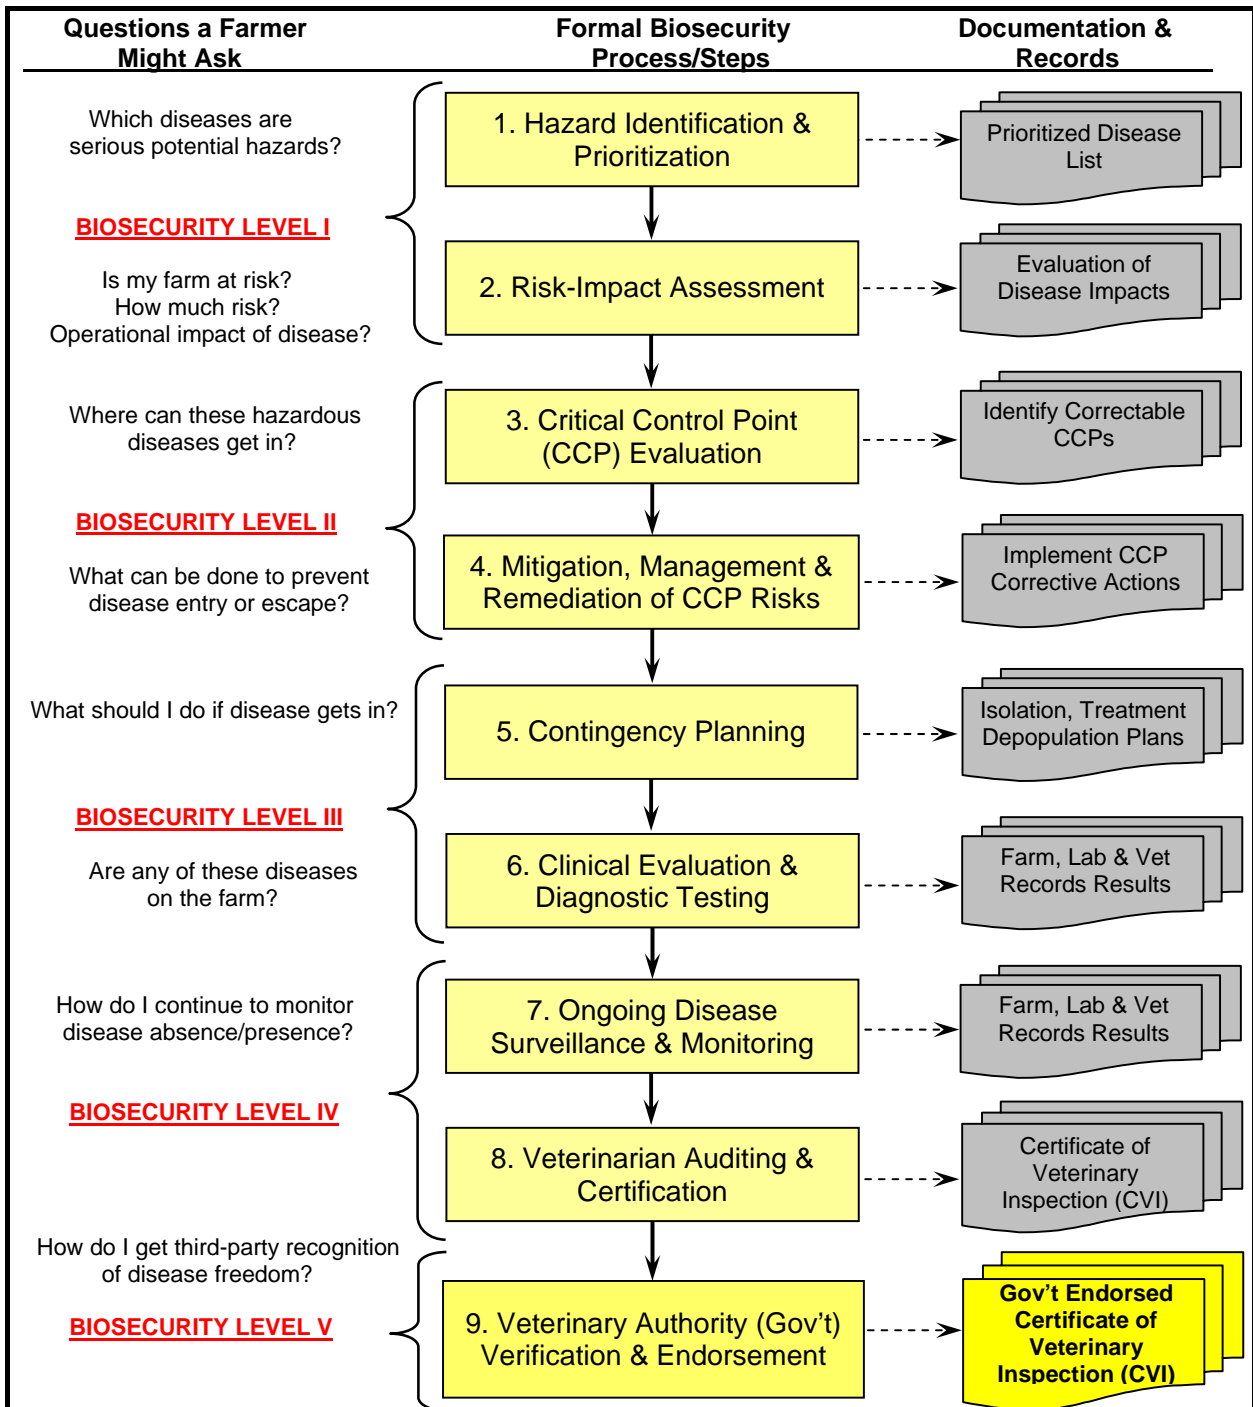 Questions a Farmer
Might Ask
Formal Biosecurity
Process/Steps
Documentation &
Records
Which diseases are
serious potential hazards?
1. Hazard Identification &
Prioritization
Prioritized Disease
List
BIOSECURITY LEVEL I
Is my farm at risk?
How much risk?
Operational impact of disease?
2. Risk-Impact Assessment
Evaluation of
Disease Impacts
Where can these hazardous
diseases get in?
3. Critical Control Point
(CCP) Evaluation
Identify Correctable
CCPs
BIOSECURITY LEVEL II
What can be done to prevent
disease entry or escape?
4. Mitigation, Management &
Remediation of CCP Risks
Implement CCP
Corrective Actions
What should I do if disease gets in?
5. Contingency Planning
Isolation, Treatment
Depopulation Plans
BIOSECURITY LEVEL III
Are any of these diseases
on the farm?
6. Clinical Evaluation &
Diagnostic Testing
Farm, Lab & Vet
Records Results
How do I continue to monitor
disease absence/presence?
7. Ongoing Disease
Surveillance & Monitoring
Farm, Lab & Vet
Records Results
BIOSECURITY LEVEL IV
8. Veterinarian Auditing &
Certification
Certificate of
Veterinary
Inspection (CVI)
How do I get third-party recognition
of disease freedom?
BIOSECURITY LEVEL V
9. Veterinary Authority (Gov't)
Verification & Endorsement
Gov't Endorsed
Certificate of
Veterinary
Inspection (CVI)